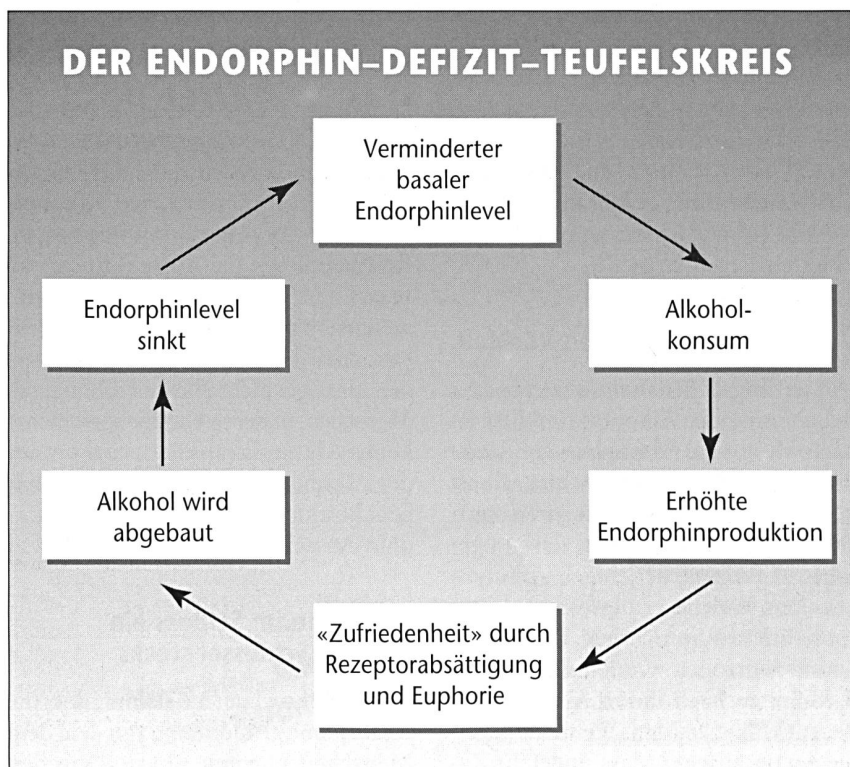 DER ENDORPHIN–DEFIZIT–TEUFELSKREIS
Verminderter
basaler
Endorphinlevel
Alkohol-
konsum
Erhöhte
Endorphinproduktion
«Zufriedenheit» durch
Rezeptorabsättigung
und Euphorie
Alkohol wird
abgebaut
Endorphinlevel
sinkt